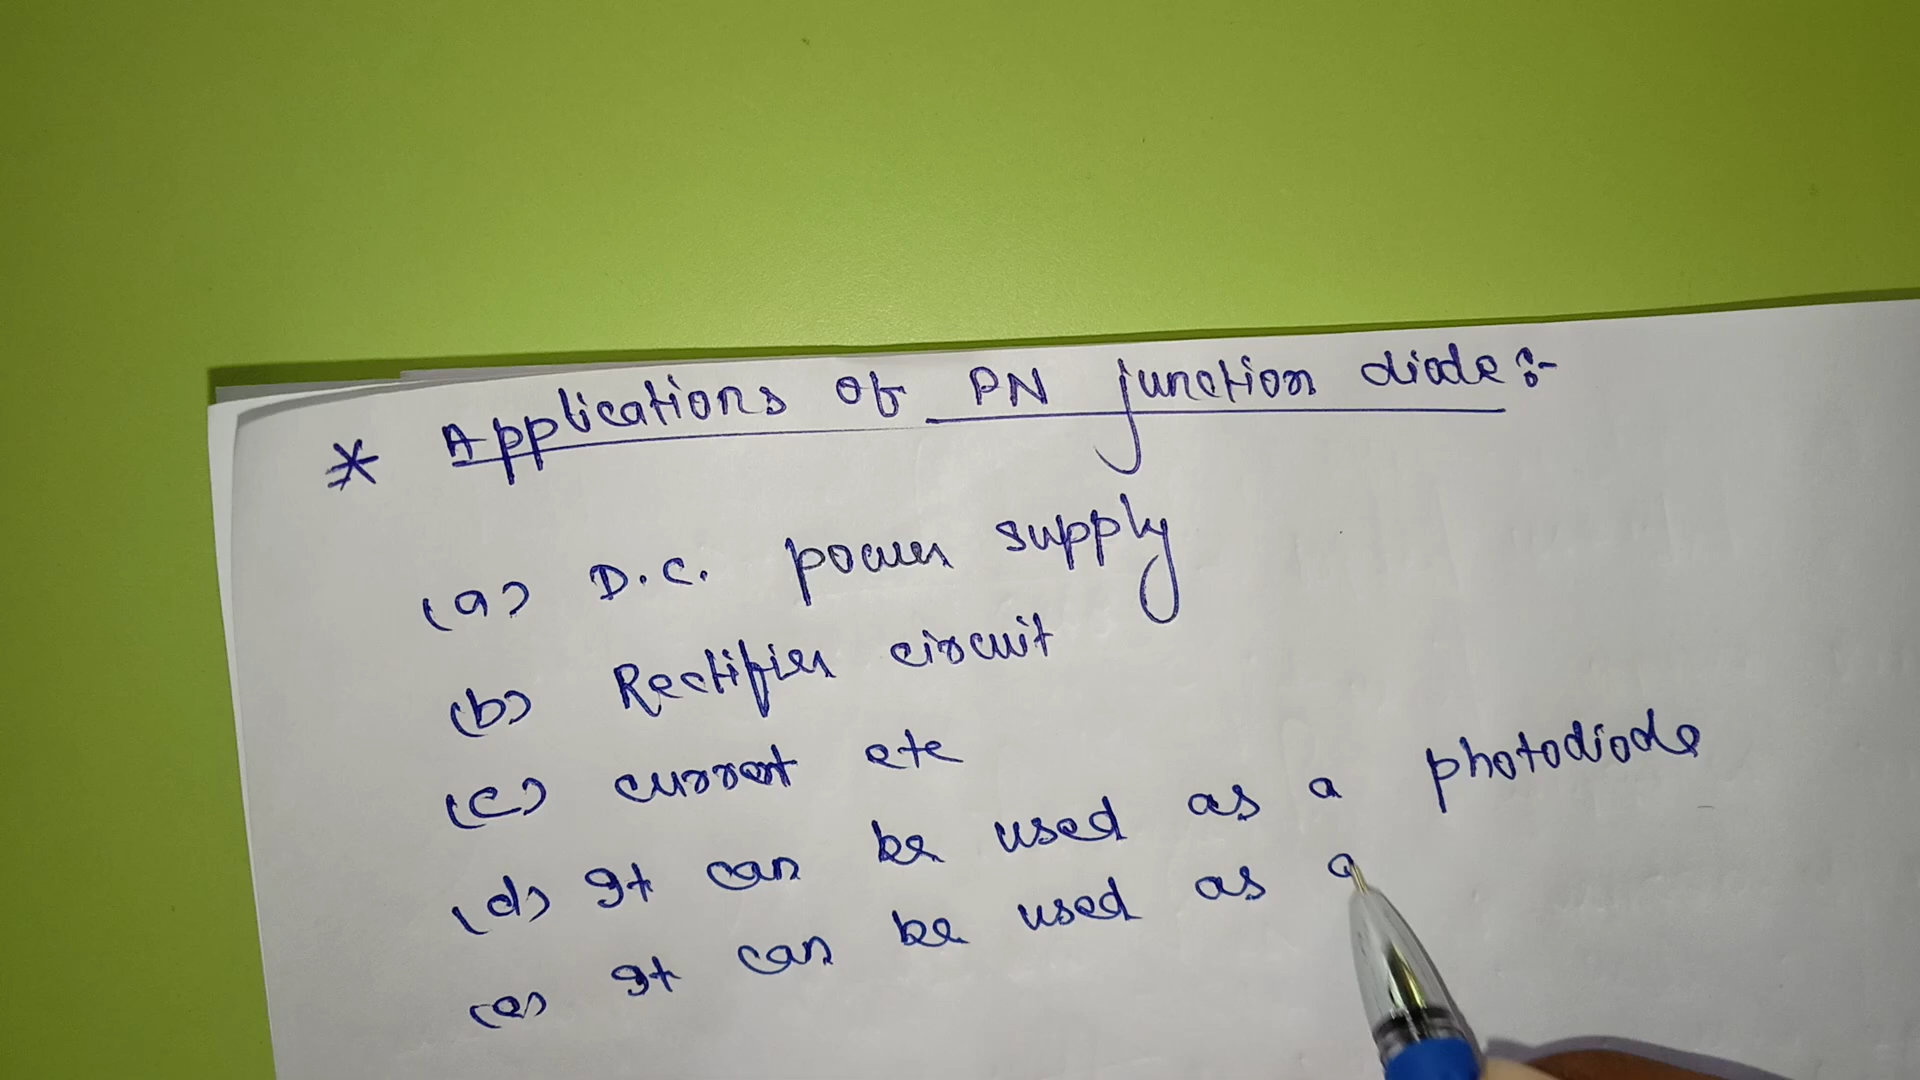 * Applications of PN junction diode :-
(a) D.C. power supply
(b) Rectifier circuit
(c) current etc
(d) It can be used as a photodiode
(e) It can be used as a